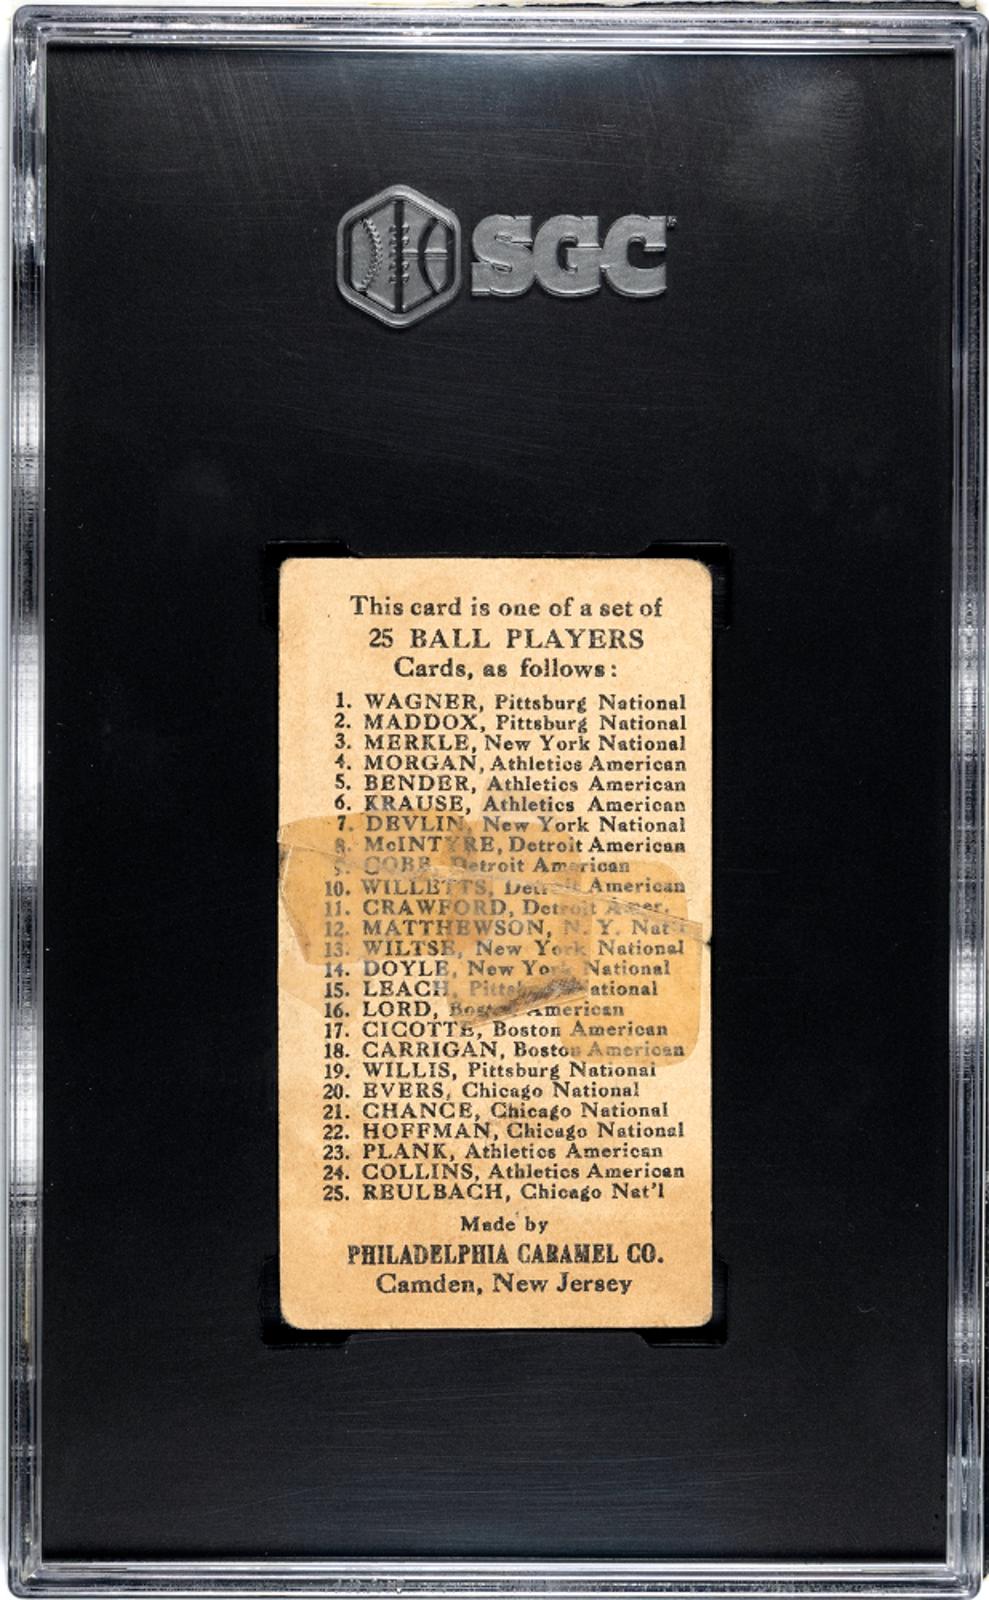 SGC
This card is one of a set of
25 BALL PLAYERS
Cards, as follows:
1. WAGNER, Pittsburg National
2. MADDOX, Pittsburg National
3. MERKLE, New York National
4. MORGAN, Athletics American
5. BENDER, Athletics American
6. KRAUSE, Athletics American
7. DEVLIN, New York National
8. McINTYRE, Detroit American
9. COBB, Detroit American
10. WILLETTS, Detroit American
11. CRAWFORD, Detroit Amer.
12. MATTHEWSON, N. Y. Nat'l
13. WILTSE, New York National
14. DOYLE, New York National
15. LEACH, Pittsburg National
16. LORD, Boston American
17. CICOTTE, Boston American
18. CARRIGAN, Boston American
19. WILLIS, Pittsburg National
20. EVERS, Chicago National
21. CHANCE, Chicago National
22. HOFFMAN, Chicago National
23. PLANK, Athletics American
24. COLLINS, Athletics American
25. REULBACH, Chicago Nat'l
Made by
PHILADELPHIA CARAMEL CO.
Camden, New Jersey